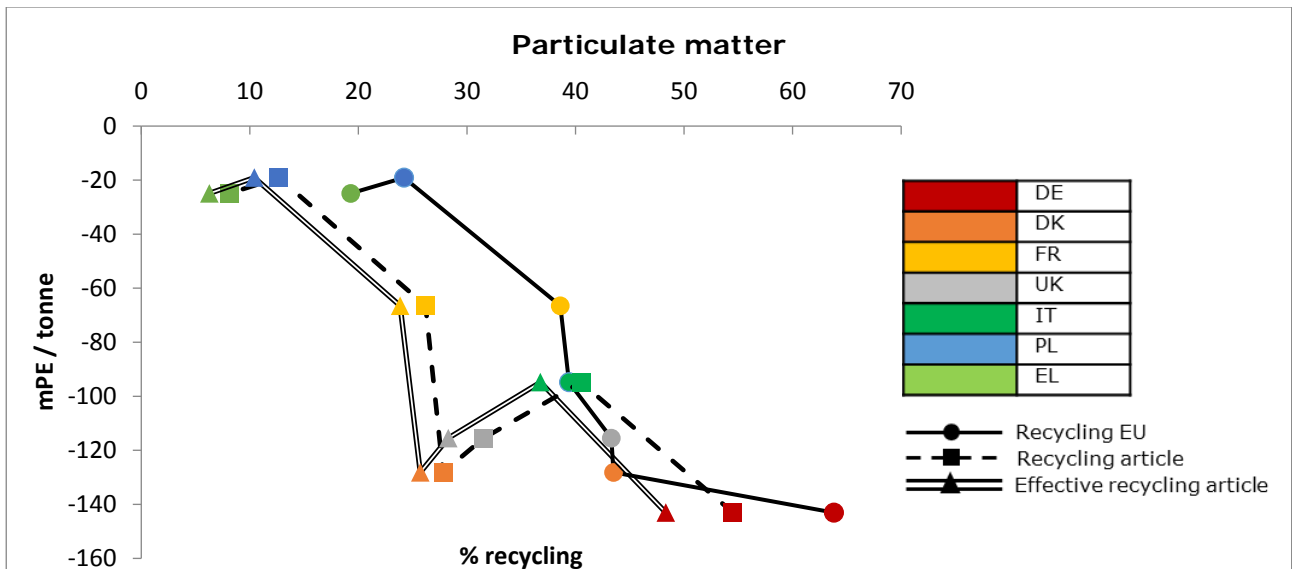 Particulate matter
0 10 20 30 40 50 60 70
0
-20
-40
-60
-80
-100
-120
-140
-160
mPE / tonne
% recycling
DE
DK
FR
UK
IT
PL
EL
Recycling EU
Recycling article
Effective recycling article